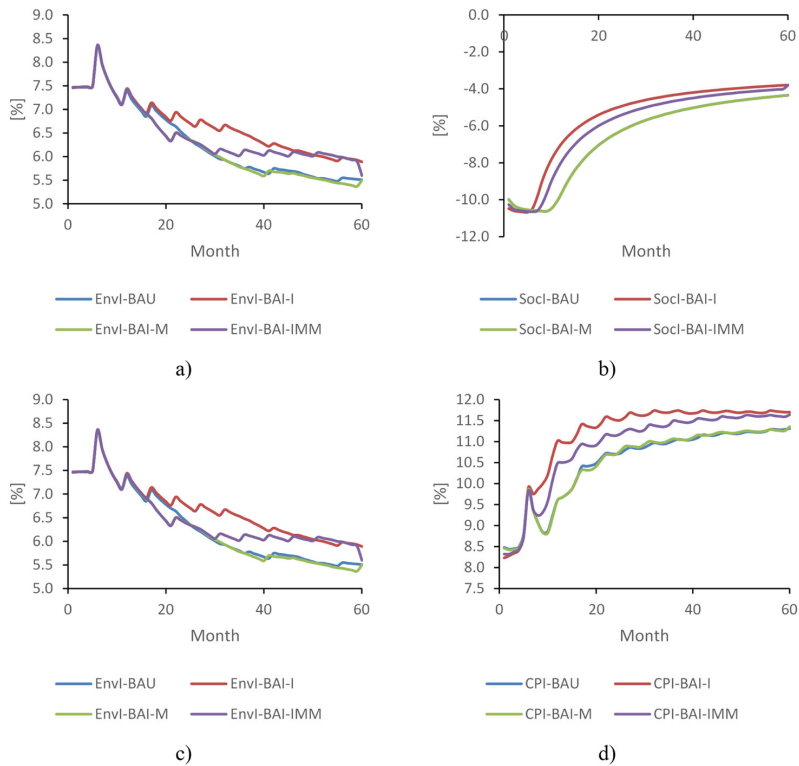 9.0
8.5
8.0
7.5
7.0
6.5
6.0
5.5
5.0
[%]
0 20 40 60
Month
EnvI-BAU EnvI-BAI-I
EnvI-BAI-M EnvI-BAI-IMM
a)
0.0
-2.0
-4.0
-6.0
-8.0
-10.0
-12.0
[%]
0 20 40 60
Month
SocI-BAU SocI-BAI-I
SocI-BAI-M SocI-BAI-IMM
b)
9.0
8.5
8.0
7.5
7.0
6.5
6.0
5.5
5.0
[%]
0 20 40 60
Month
EnvI-BAU EnvI-BAI-I
EnvI-BAI-M EnvI-BAI-IMM
c)
12.0
11.5
11.0
10.5
10.0
9.5
9.0
8.5
8.0
7.5
[%]
0 20 40 60
Month
CPI-BAU CPI-BAI-I
CPI-BAI-M CPI-BAI-IMM
d)